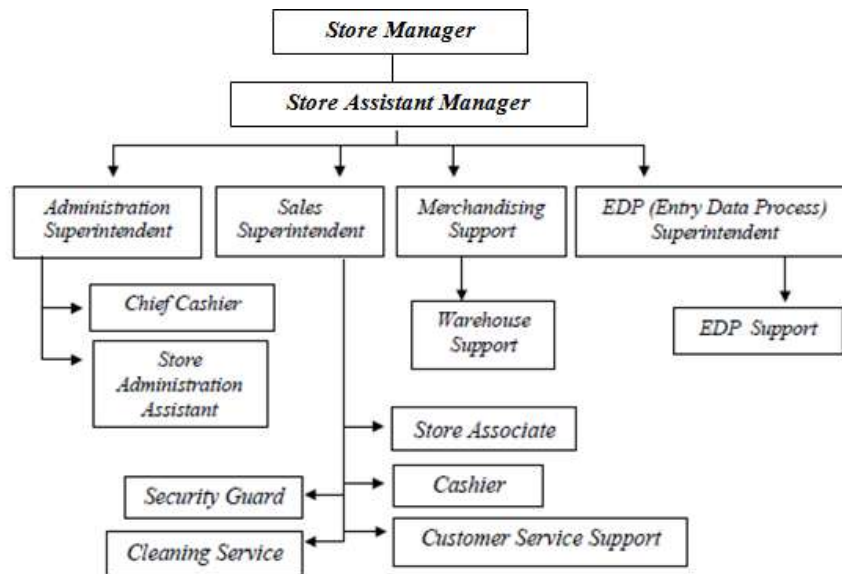 Store Manager
Store Assistant Manager
Administration
Superintendent
Sales
Superintendent
Merchandising
Support
EDP (Entry Data Process)
Superintendent
Chief Cashier
Store
Administration
Assistant
Warehouse
Support
EDP Support
Store Associate
Security Guard
Cashier
Cleaning Service
Customer Service Support